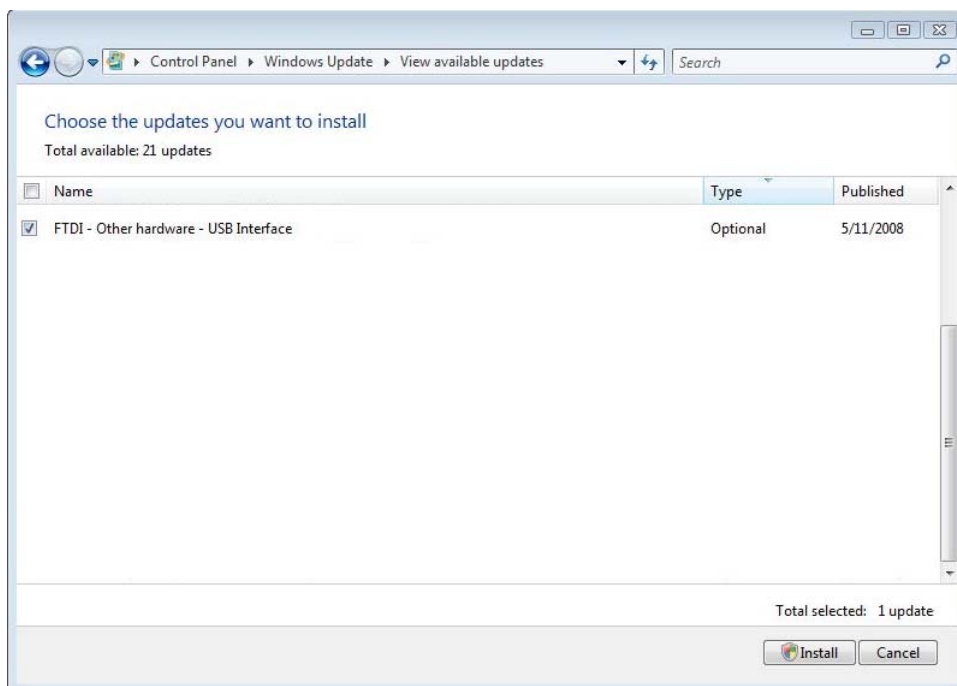 Control Panel Windows Update View available updates Search
Choose the updates you want to install
Total available: 21 updates
Name Type Published
FTDI - Other hardware - USB Interface Optional 5/11/2008
Total selected: 1 update
Install Cancel